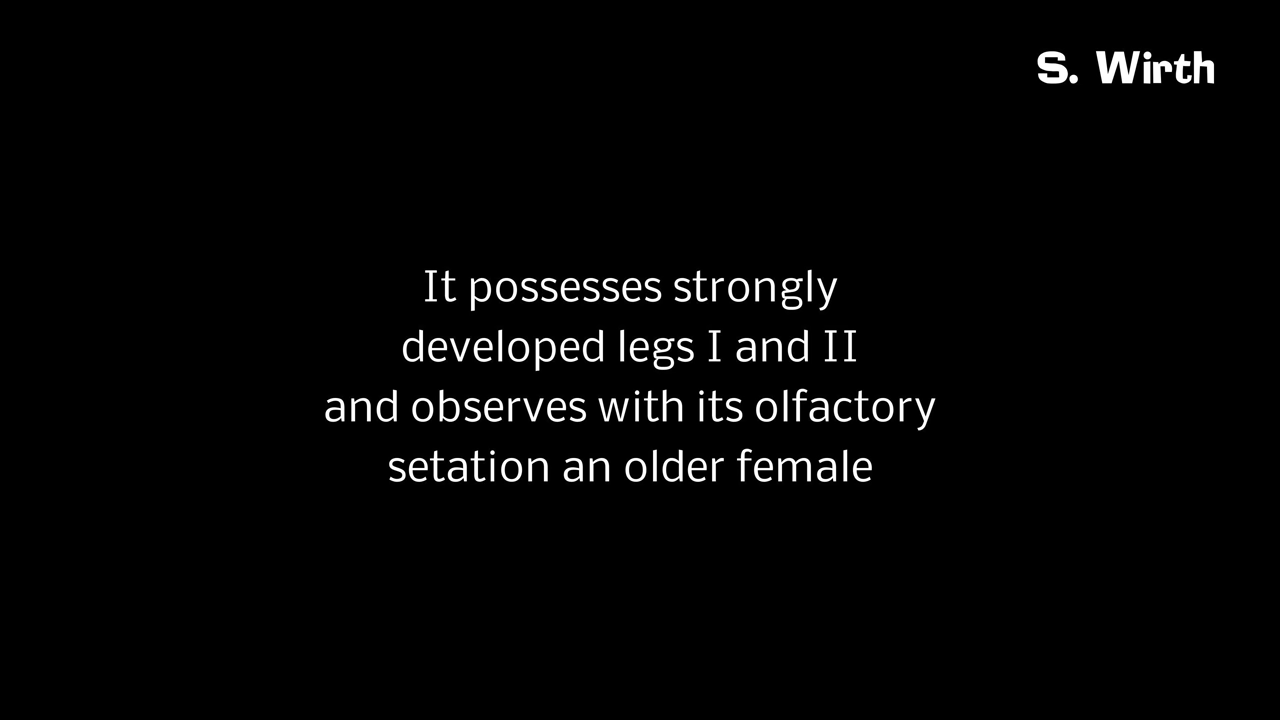 S. Wirth
It possesses strongly
developed legs I and II
and observes with its olfactory
setation an older female